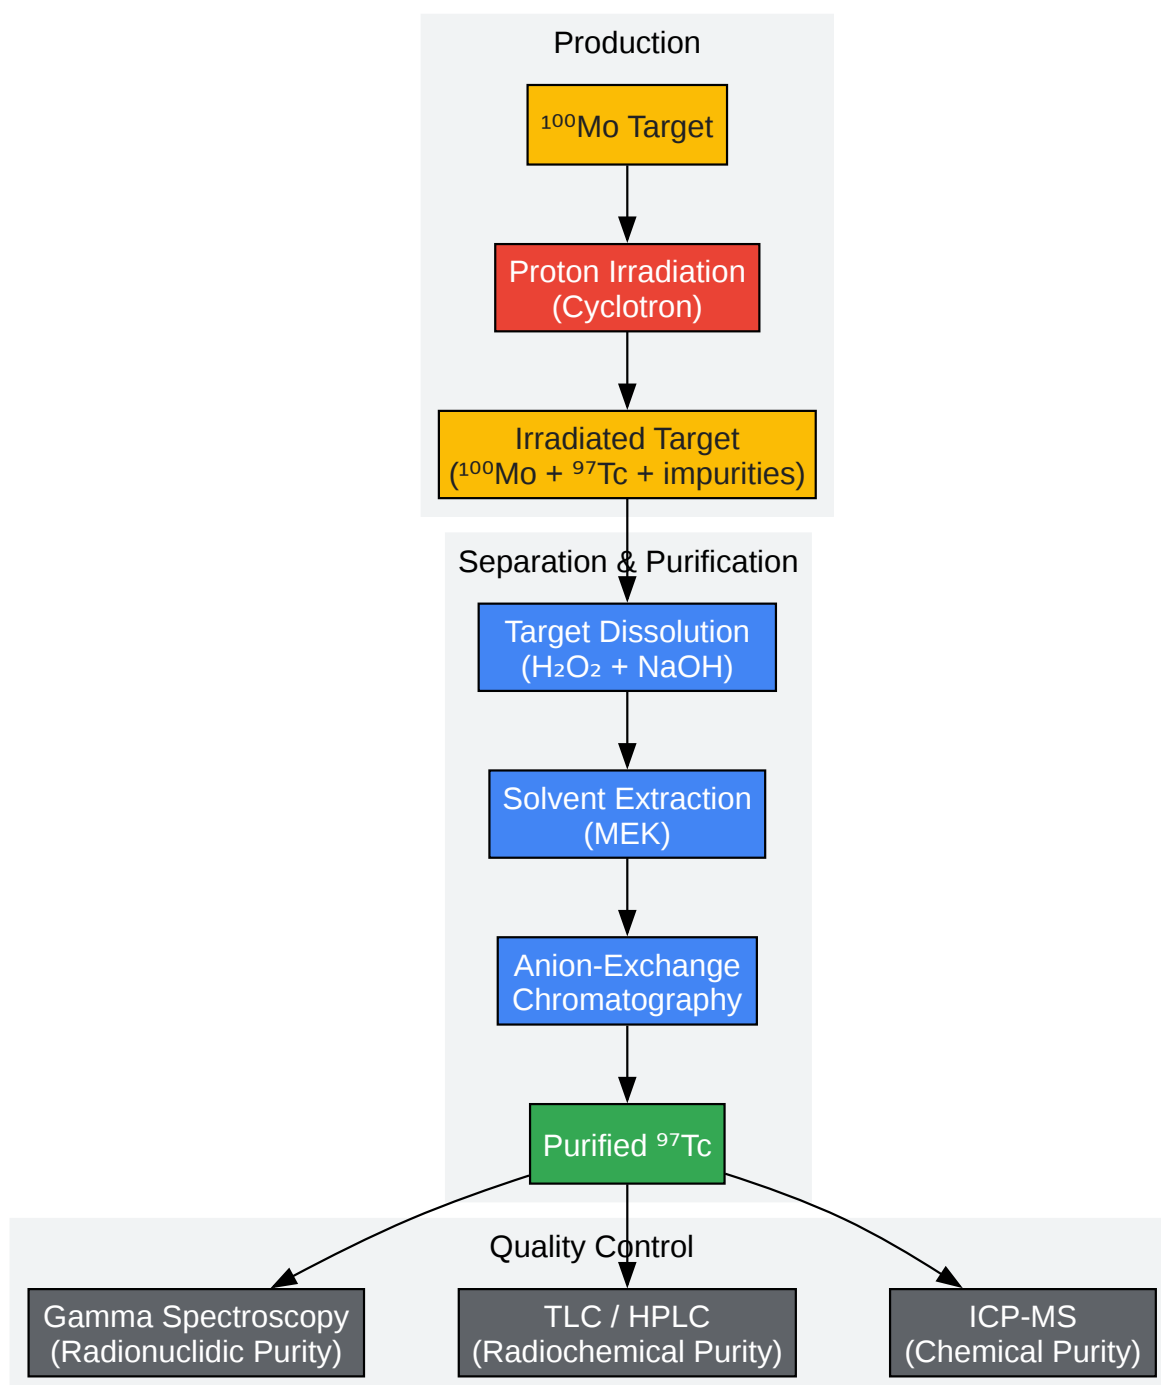 Production
¹⁰⁰Mo Target
Proton Irradiation
(Cyclotron)
Irradiated Target
(¹⁰⁰Mo + ⁹⁷Tc + impurities)
Separation & Purification
Target Dissolution
(H₂O₂ + NaOH)
Solvent Extraction
(MEK)
Anion-Exchange
Chromatography
Purified ⁹⁷Tc
Quality Control
Gamma Spectroscopy
(Radionuclidic Purity)
TLC / HPLC
(Radiochemical Purity)
ICP-MS
(Chemical Purity)